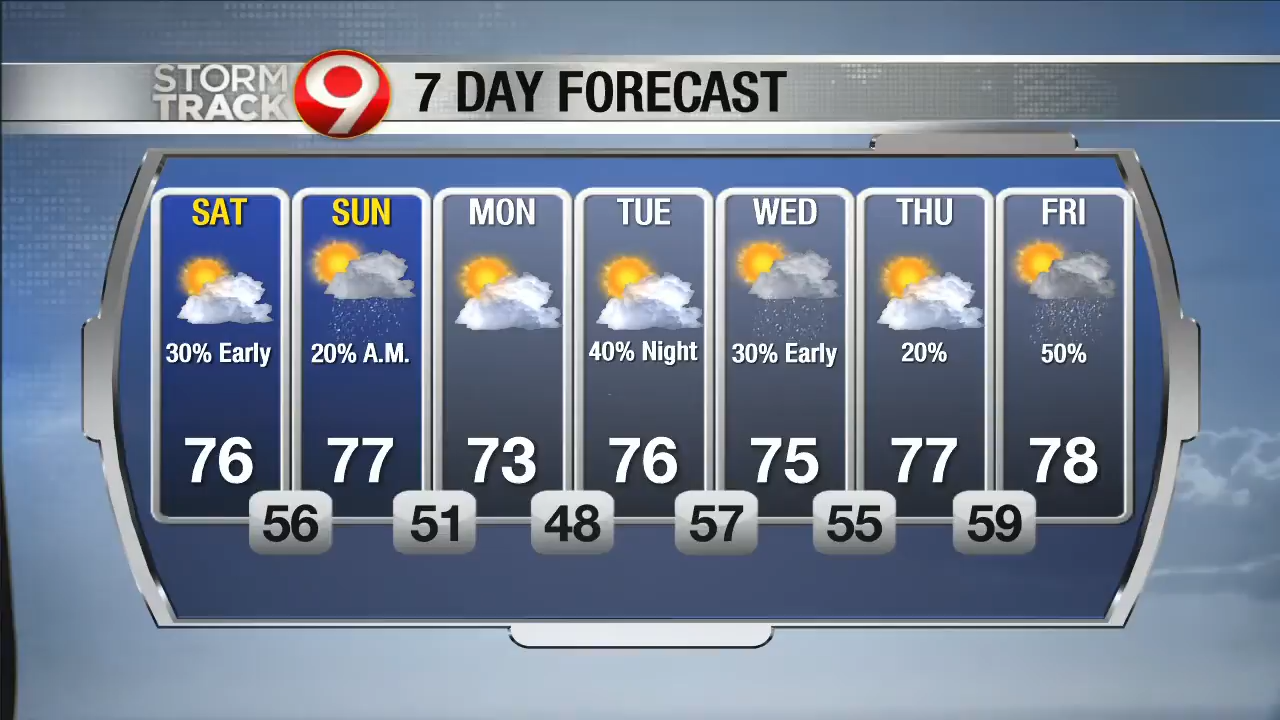 STORM
TRACK 9
7 DAY FORECAST
SAT SUN MON TUE WED THU FRI
30% Early 20% A.M. 40% Night 30% Early 20% 50%
76 77 73 76 75 77 78
56 51 48 57 55 59